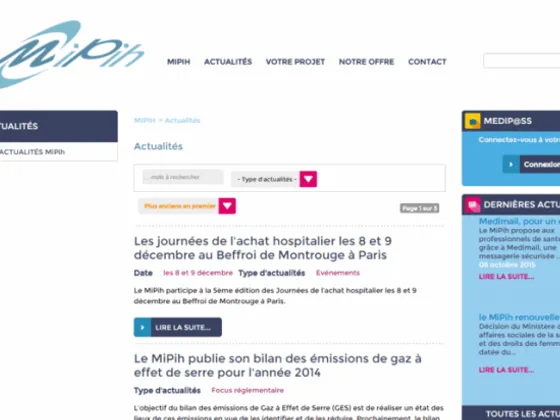 MiPih
MIPIH ACTUALITÉS VOTRE PROJET NOTRE OFFRE CONTACT
TUALITÉS
ACTUALITÉS MiPih
MiPiH > Actualités
Actualités
mots à rechercher
- Type d'actualités -
Plus anciens en premier
Page 1 sur 3
Les journées de l'achat hospitalier les 8 et 9
décembre au Beffroi de Montrouge à Paris
Date les 8 et 9 décembre Type d'actualités Evénements
Le MiPih participe à la 5ème édition des Journées de l'achat hospitalier les 8 et 9
décembre au Beffroi de Montrouge à Paris.
LIRE LA SUITE...
Le MiPih publie son bilan des émissions de gaz à
effet de serre pour l'année 2014
Type d'actualités Focus réglementaire
L'objectif du bilan des émissions de Gaz à Effet de Serre (GES) est de réaliser un état des
lieux de ces émissions en vue de les identifier et de les réduire. Prochainement, le bilan
MEDIP@SS
Connectez-vous à votre
Connexion
DERNIÈRES ACTU
Medimail, pour un
Le MiPih propose aux
professionnels de santé
grâce à Medimail, une
messagerie sécurisée ...
06 octobre 2015
LIRE LA SUITE...
le MiPih renouvelle
Décision du Ministère
affaires sociales de la s
et des droits des femm
datée du...
LIRE LA SUITE...
TOUTES LES ACTU